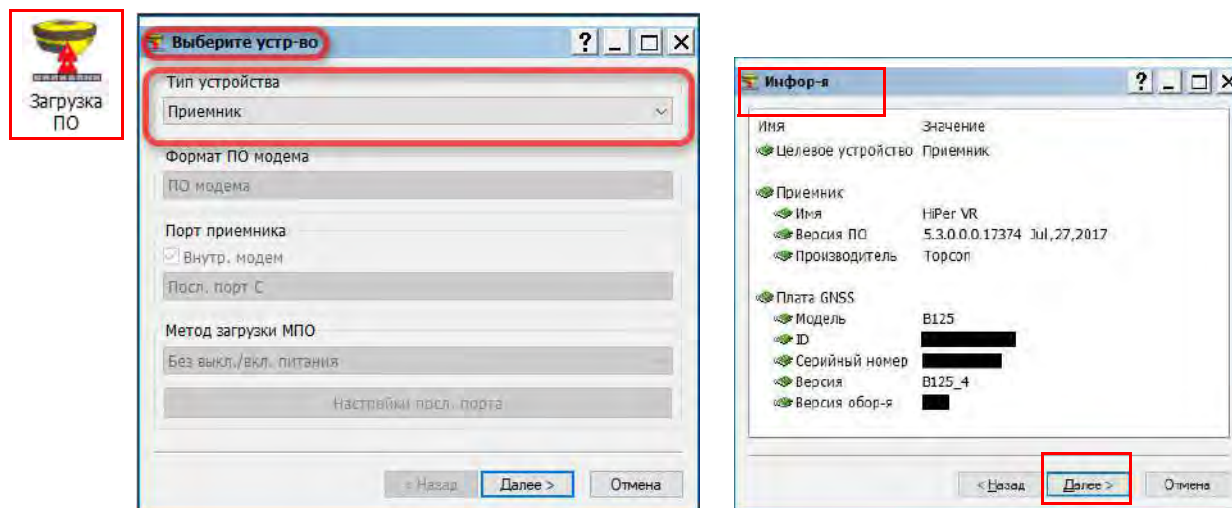 Загрузка
ПО
Выберите устр-во
Тип устройства
Приемник
Формат ПО модема
ПО модема
Порт приемника
Внутр. модем
Посл. порт C
Метод загрузки МПО
Без выкл./вкл. питания
Настройки посл. порта
< Назад Далее > Отмена
Инфор-я
Имя Значение
Целевое устройство Приемник
Приемник
Имя HiPer VR
Версия ПО 5.3.0.0.0.17374 Jul,27,2017
Производитель Topcon
Плата GNSS
Модель B125
ID
Серийный номер
Версия B125_4
Версия обор-я
< Назад Далее > Отмена